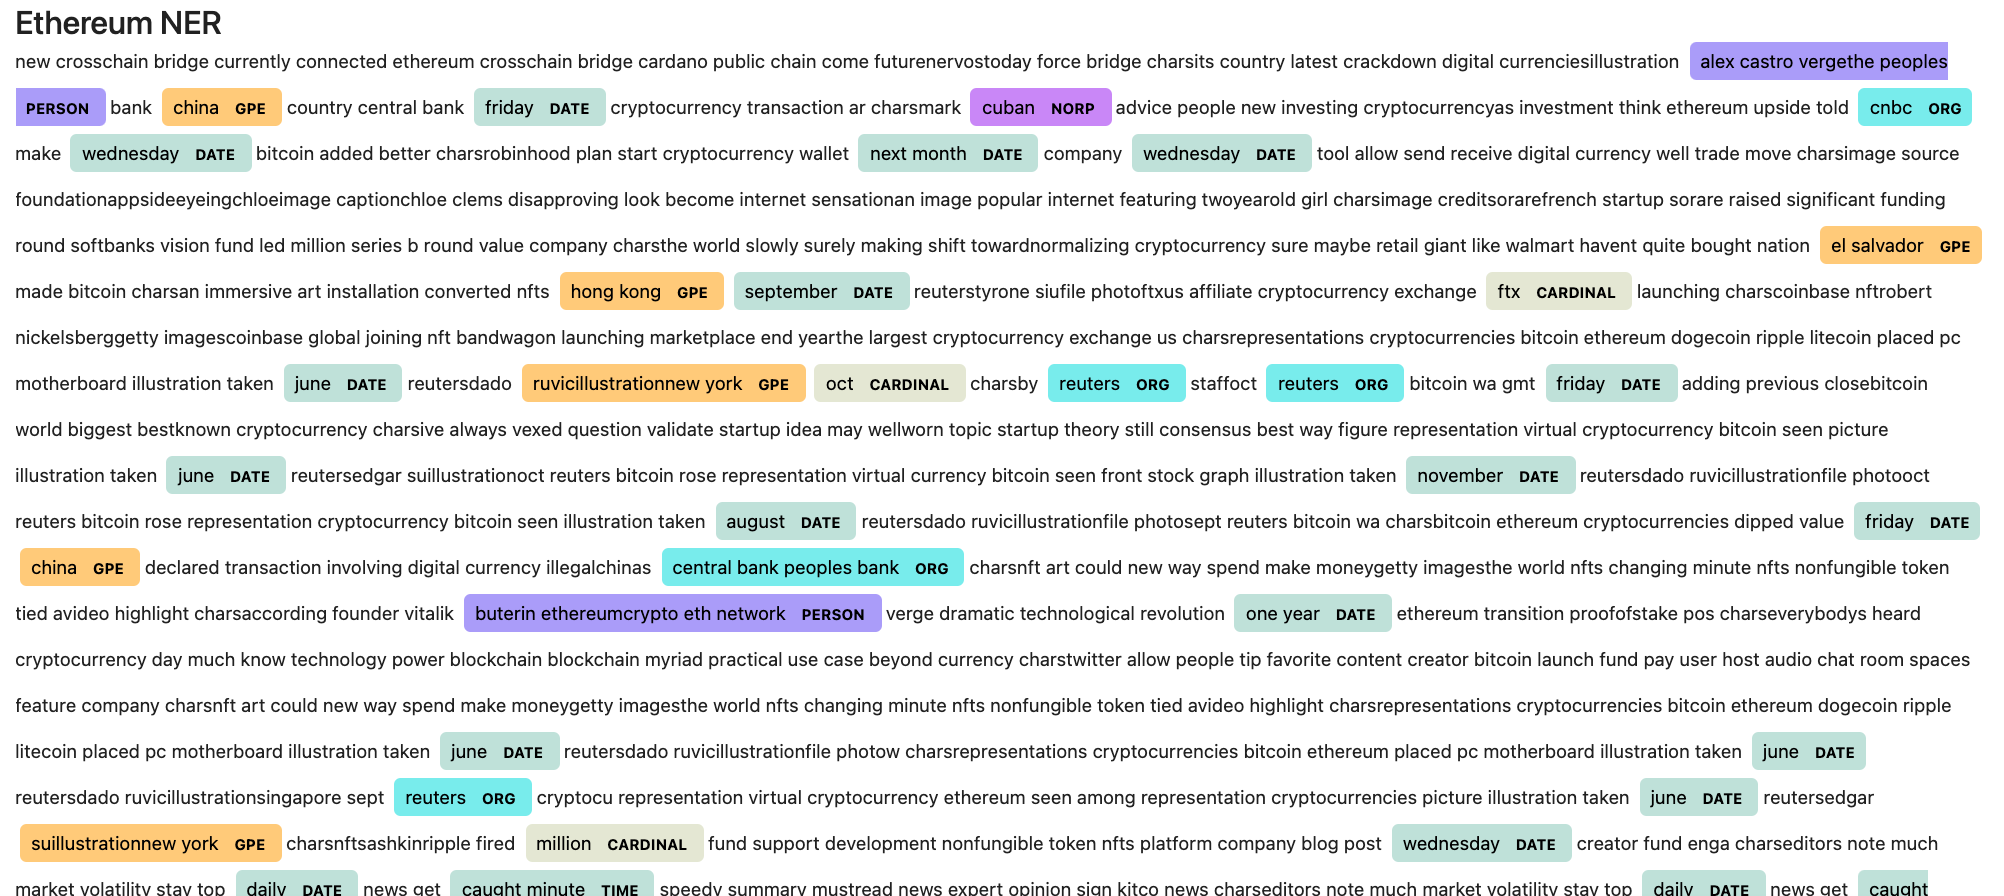 Ethereum NER
new crosschain bridge currently connected ethereum crosschain bridge cardano public chain come futurenervostoday force bridge charsits country latest crackdown digital currenciesillustration alex castro vergethe peoples
PERSON bank china GPE country central bank friday DATE cryptocurrency transaction ar charsmark cuban NORP advice people new investing cryptocurrencyas investment think ethereum upside told cnbc ORG
make wednesday DATE bitcoin added better charsrobinhood plan start cryptocurrency wallet next month DATE company wednesday DATE tool allow send receive digital currency well trade move charsimage source
foundationappsideeyeingchloeimage captionchloe clems disapproving look become internet sensationan image popular internet featuring twoyearold girl charsimage creditsorarefrench startup sorare raised significant funding
round softbanks vision fund led million series b round value company charsthe world slowly surely making shift towardnormalizing cryptocurrency sure maybe retail giant like walmart havent quite bought nation el salvador GPE
made bitcoin charsan immersive art installation converted nfts hong kong GPE september DATE reuterstyrone siufile photoftxus affiliate cryptocurrency exchange ftx CARDINAL launching charscoinbase nftrobert
nickelsberggetty imagescoinbase global joining nft bandwagon launching marketplace end yearthe largest cryptocurrency exchange us charsrepresentations cryptocurrencies bitcoin ethereum dogecoin ripple litecoin placed pc
motherboard illustration taken june DATE reutersdado ruvicillustrationnew york GPE oct CARDINAL charsby reuters ORG staffoct reuters ORG bitcoin wa gmt friday DATE adding previous closebitcoin
world biggest bestknown cryptocurrency charsive always vexed question validate startup idea may wellworn topic startup theory still consensus best way figure representation virtual cryptocurrency bitcoin seen picture
illustration taken june DATE reutersedgar suillustrationoct reuters bitcoin rose representation virtual currency bitcoin seen front stock graph illustration taken november DATE reutersdado ruvicillustrationfile photooct
reuters bitcoin rose representation cryptocurrency bitcoin seen illustration taken august DATE reutersdado ruvicillustrationfile photosept reuters bitcoin wa charsbitcoin ethereum cryptocurrencies dipped value friday DATE
china GPE declared transaction involving digital currency illegalchinas central bank peoples bank ORG charsnft art could new way spend make moneygetty imagesthe world nfts changing minute nfts nonfungible token
tied avideo highlight charsaccording founder vitalik buterin ethereumcrypto eth network PERSON verge dramatic technological revolution one year DATE ethereum transition proofofstake pos charseverybodys heard
cryptocurrency day much know technology power blockchain blockchain myriad practical use case beyond currency charstwitter allow people tip favorite content creator bitcoin launch fund pay user host audio chat room spaces
feature company charsnft art could new way spend make moneygetty imagesthe world nfts changing minute nfts nonfungible token tied avideo highlight charsrepresentations cryptocurrencies bitcoin ethereum dogecoin ripple
litecoin placed pc motherboard illustration taken june DATE reutersdado ruvicillustrationfile photow charsrepresentations cryptocurrencies bitcoin ethereum placed pc motherboard illustration taken june DATE
reutersdado ruvicillustrationsingapore sept reuters ORG cryptocu representation virtual cryptocurrency ethereum seen among representation cryptocurrencies picture illustration taken june DATE reutersedgar
suillustrationnew york GPE charsnftsashkinripple fired million CARDINAL fund support development nonfungible token nfts platform company blog post wednesday DATE creator fund enga charseditors note much
market volatility stay top daily DATE news get caught minute TIME speedy summary mustread news expert opinion sign kitco news charseditors note much market volatility stay top daily DATE news get caught